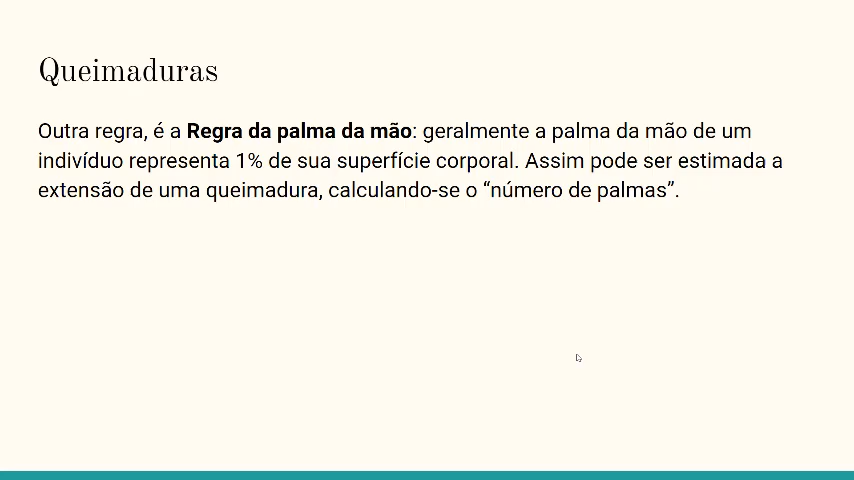 Queimaduras
Outra regra, é a Regra da palma da mão: geralmente a palma da mão de um
indivíduo representa 1% de sua superfície corporal. Assim pode ser estimada a
extensão de uma queimadura, calculando-se o “número de palmas”.